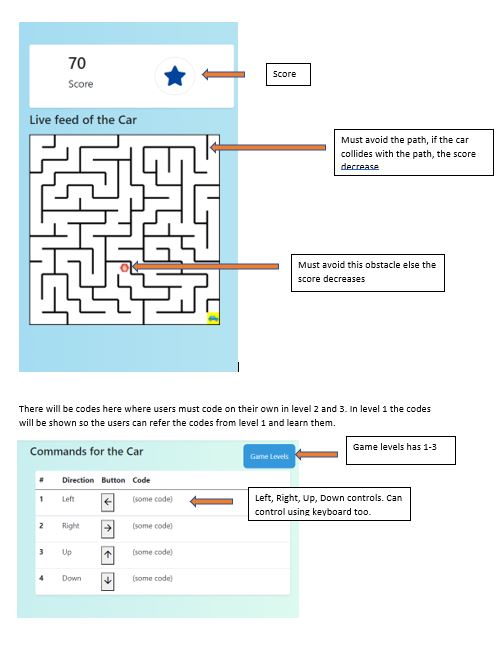 70
Score
Score
Live feed of the Car
Must avoid the path, if the car
collides with the path, the score
decrease
Must avoid this obstacle else the
score decreases
There will be codes here where users must code on their own in level 2 and 3. In level 1 the codes
will be shown so the users can refer the codes from level 1 and learn them.
Commands for the Car
Game Levels
Game levels has 1-3
# Direction Button Code
1 Left ← (some code)
Left, Right, Up, Down controls. Can
control using keyboard too.
2 Right → (some code)
3 Up ↑ (some code)
4 Down ↓ (some code)